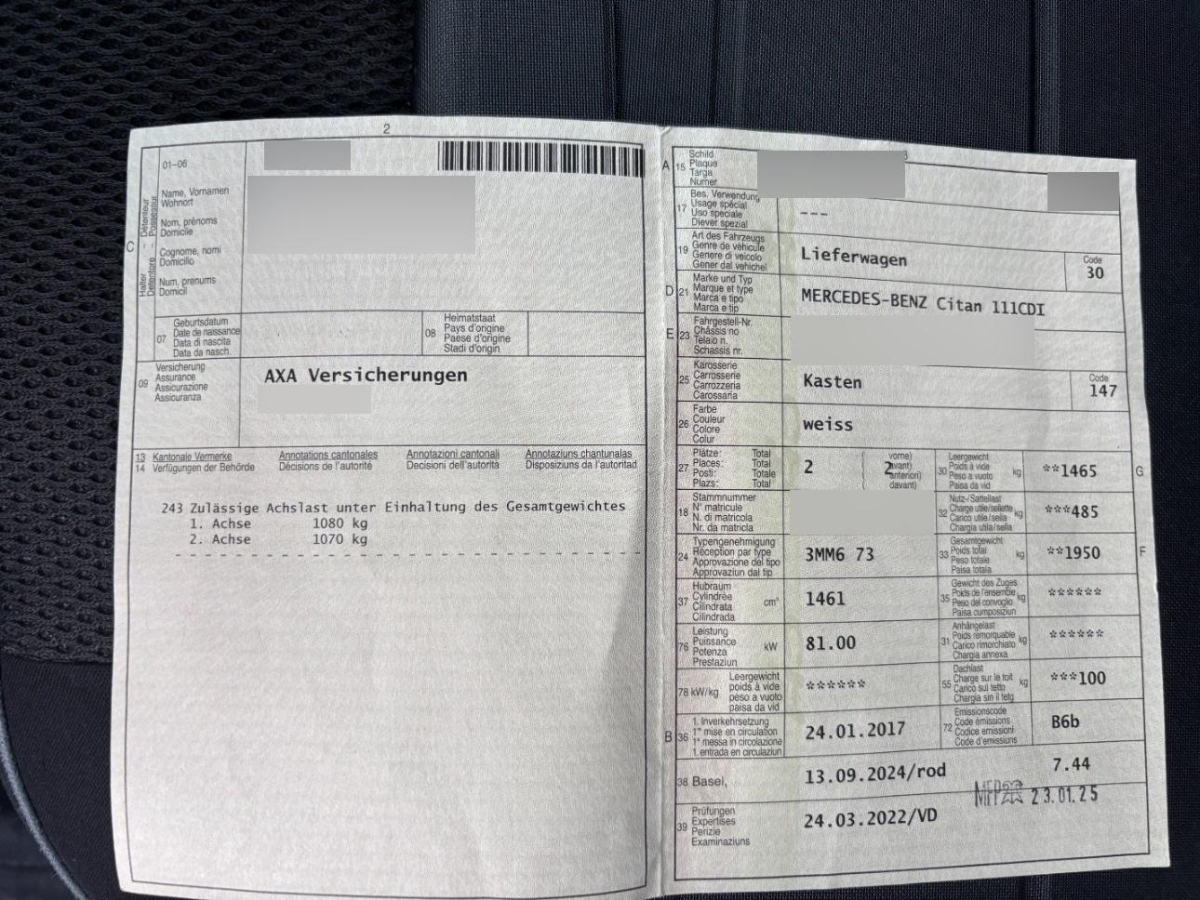 2
01-06
C
Halter
Détenteur
Detentore
Possessur
Name, Vornamen
Wohnort
Nom, prénoms
Domicile
Cognome, nomi
Domicilio
Num, prenums
Domicil
07
Geburtsdatum
Date de naissance
Data di nascita
Data da nasch.
08
Heimatstaat
Pays d'origine
Paese d'origine
Stadi d'origin
09
Versicherung
Assurance
Assicurazione
Assicuranza
AXA Versicherungen
13 Kantonale Vermerke Annotations cantonales Annotazioni cantonali Annotaziuns chantunalas
14 Verfügungen der Behörde Décisions de l'autorité Decisioni dell'autorità Disposiziuns da l'autoritad
243 Zulässige Achslast unter Einhaltung des Gesamtgewichtes
1. Achse 1080 kg
2. Achse 1070 kg
3
A 15
Schild
Plaque
Targa
Numer
17
Bes. Verwendung
Usage spécial
Uso speciale
Diever spezial
---
19
Art des Fahrzeugs
Genre de véhicule
Genere di veicolo
Gener dal vehichel
Lieferwagen
Code
30
D 21
Marke und Typ
Marque et type
Marca e tipo
Marca e tip
MERCEDES-BENZ Citan 111CDI
E 23
Fahrgestell-Nr.
Châssis no
Telaio n.
Schassis nr.
25
Karosserie
Carrosserie
Carrozzeria
Carossaria
Kasten
Code
147
26
Farbe
Couleur
Colore
Colur
weiss
27
Plätze: Total
Places: Total
Posti: Totale
Plazs: Total
2
vorne)
avant)
anteriori)
davant)
2
30
Leergewicht
Poids à vide
Peso a vuoto
Paisa da vid
kg
**1465
G
18
Stammnummer
N° matricule
N. di matricola
Nr. da matricla
32
Nutz-/Sattellast
Charge utile/sellette
Carico utile/sella
Chargia utila/sella
kg
***485
24
Typengenehmigung
Réception par type
Approvazione del tipo
Approvaziun dal tip
3MM6 73
33
Gesamtgewicht
Poids total
Peso totale
Paisa totala
kg
**1950
F
37
Hubraum
Cylindrée
Cilindrata
Cilindrada
cm³
1461
35
Gewicht des Zuges
Poids de l'ensemble
Peso del convoglio
Paisa cumposiziun
kg
******
76
Leistung
Puissance
Potenza
Prestaziun
kW
81.00
31
Anhängelast
Poids remorquable
Carico rimorchiato
Chargia annexa
kg
******
78 kW/kg
Leergewicht
poids à vide
peso a vuoto
paisa da vid
******
55
Dachlast
Charge sur le toit
Carico sul tetto
Chargia sin il tetg
kg
***100
B 36
1. Inverkehrsetzung
1re mise en circulation
1a messa in circolazione
1. entrada en circulaziun
24.01.2017
72
Emissionscode
Code émissions
Codice emissioni
Code d'emissiuns
B6b
38 Basel,
13.09.2024/rod
7.44
MFP 23.01.25
39
Prüfungen
Expertises
Perizie
Examinaziuns
24.03.2022/VD